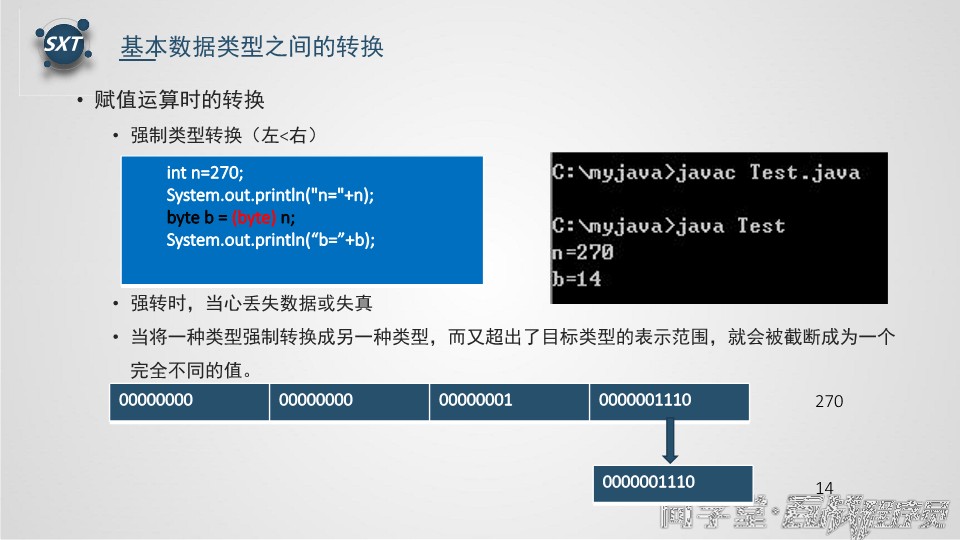 SXT
基本数据类型之间的转换
• 赋值运算时的转换
• 强制类型转换（左<右）
int n=270;
System.out.println("n="+n);
byte b = (byte) n;
System.out.println(“b=”+b);
C:\myjava>javac Test.java
C:\myjava>java Test
n=270
b=14
• 强转时，当心丢失数据或失真
• 当将一种类型强制转换成另一种类型，而又超出了目标类型的表示范围，就会被截断成为一个
完全不同的值。
00000000 00000000 00000001 0000001110 270
0000001110 14